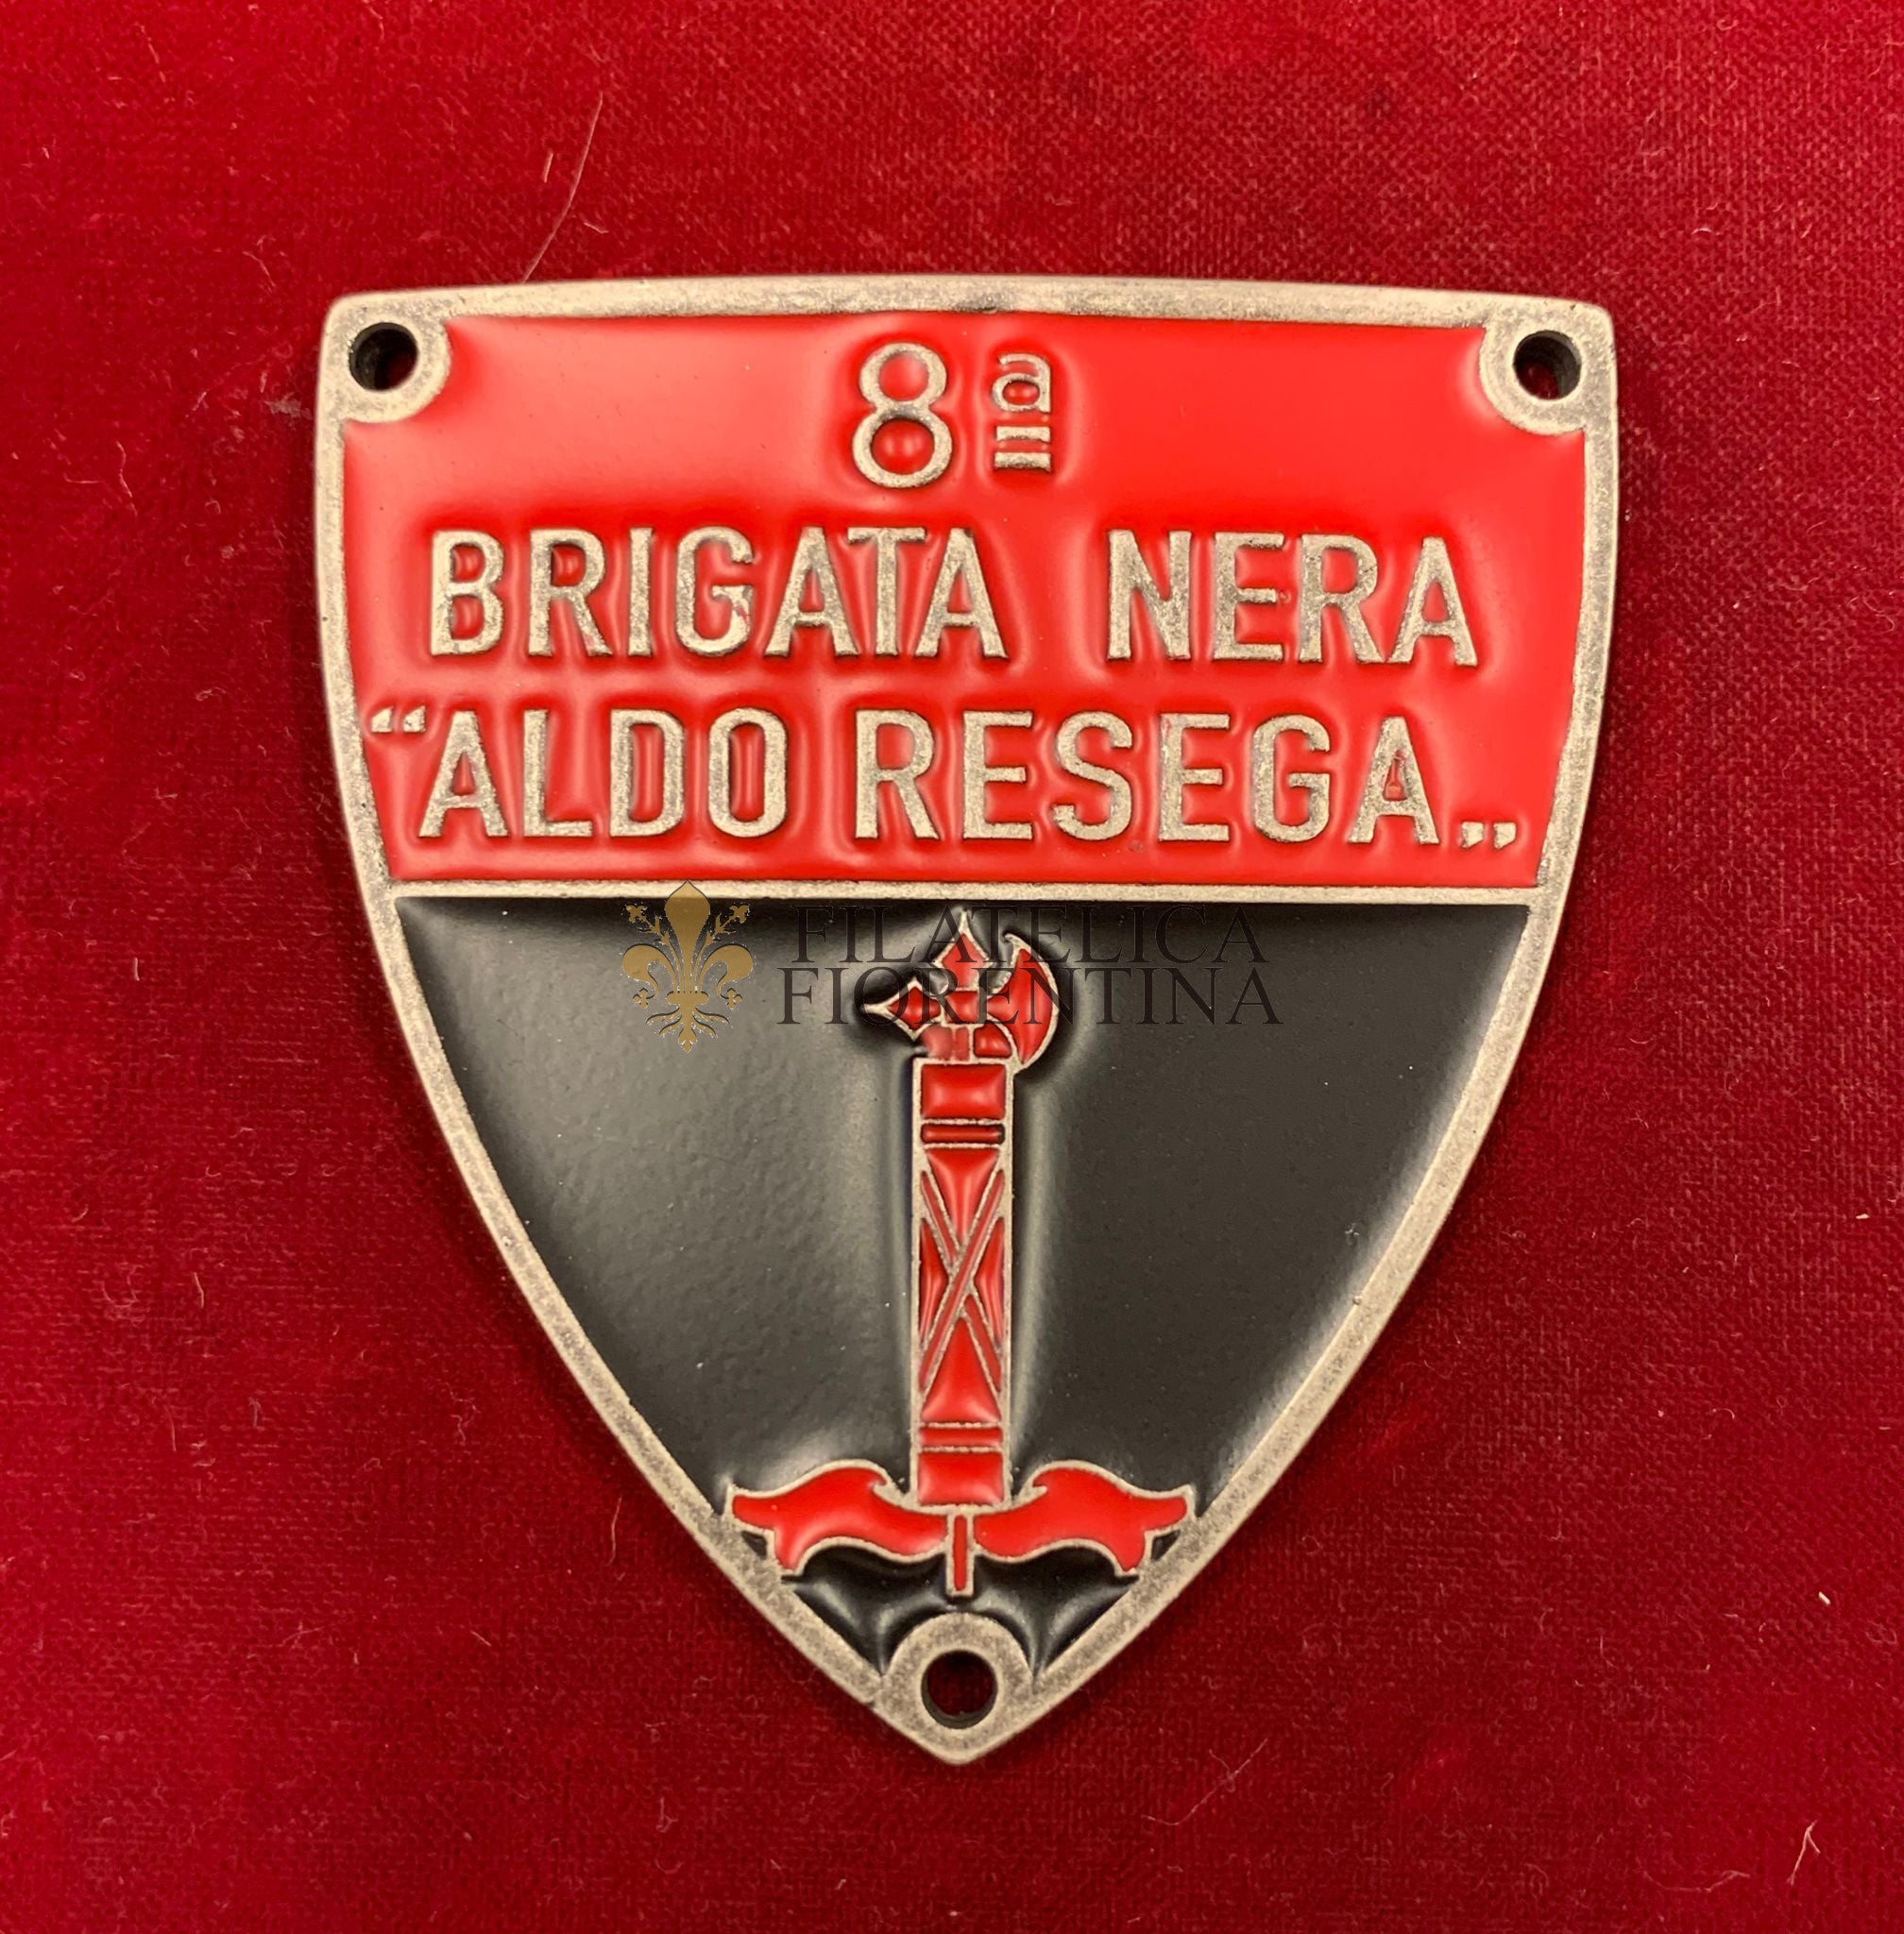 8ª
BRIGATA NERA
“ALDO RESEGA„
FILATELICA
FIORENTINA